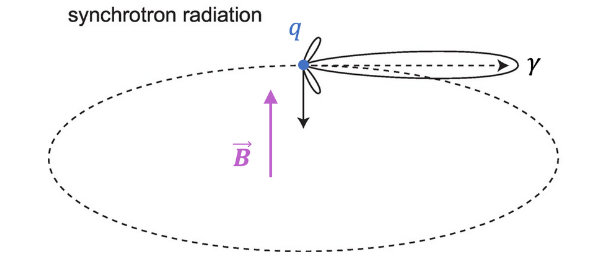 synchrotron radiation
q
γ
B⃗